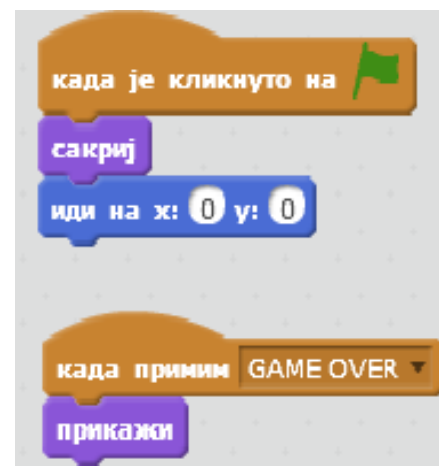 када је кликнуто на
сакриј
иди на x: 0 y: 0
када примим GAME OVER
прикажи